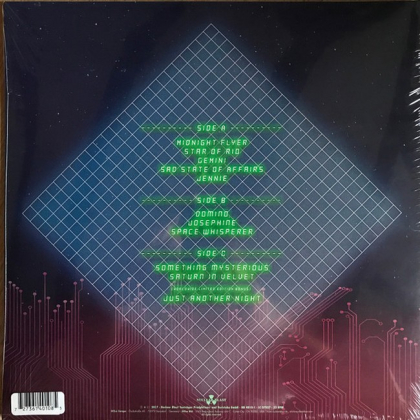 SIDE A
MIDNIGHT FLYER
STAR OF RIO
GEMINI
SAD STATE OF AFFAIRS
JENNIE
SIDE B
DOMINO
JOSEPHINE
SPACE WHISPERER
SIDE C
SOMETHING MYSTERIOUS
SATURN IN VELVET
JUST ANOTHER NIGHT